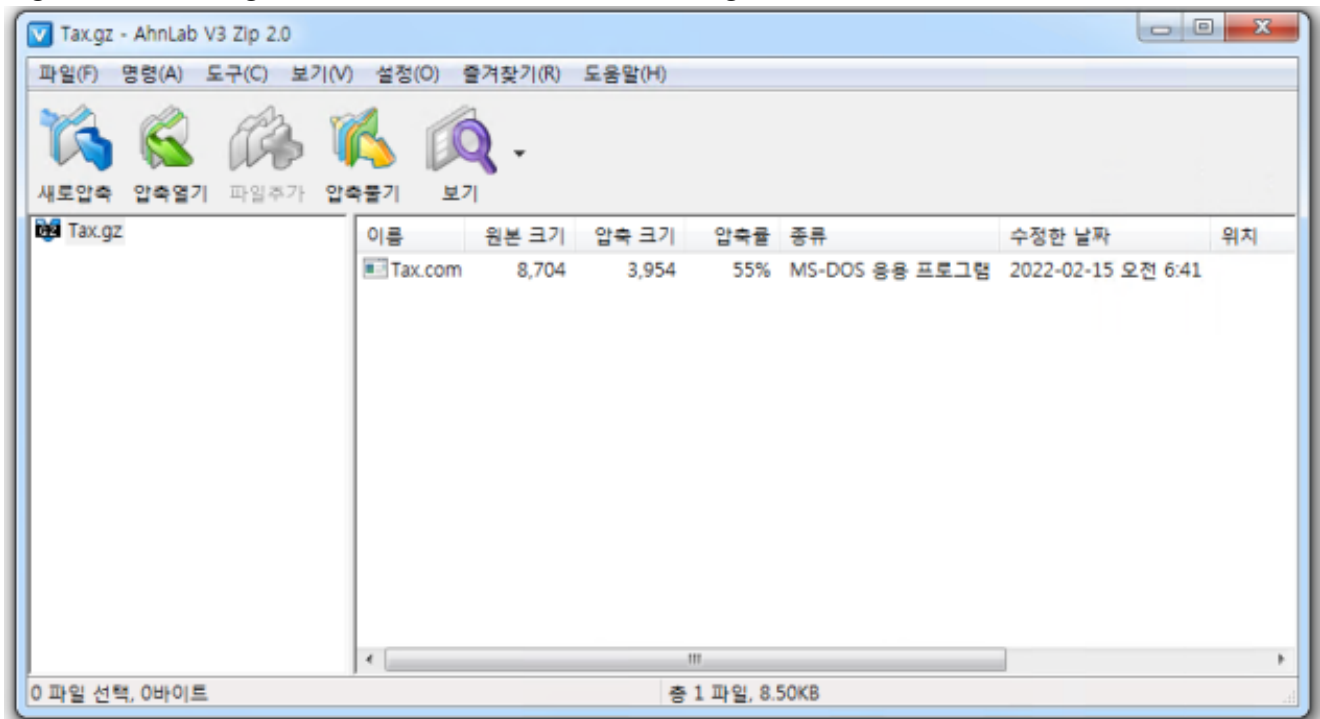 Tax.gz - AhnLab V3 Zip 2.0
파일(F) 명령(A) 도구(C) 보기(V) 설정(O) 즐겨찾기(R) 도움말(H)
새로압축 압축열기 파일추가 압축풀기 보기
Tax.gz
이름 원본 크기 압축 크기 압축률 종류 수정한 날짜 위치
Tax.com 8,704 3,954 55% MS-DOS 응용 프로그램 2022-02-15 오전 6:41
0 파일 선택, 0바이트
총 1 파일, 8.50KB